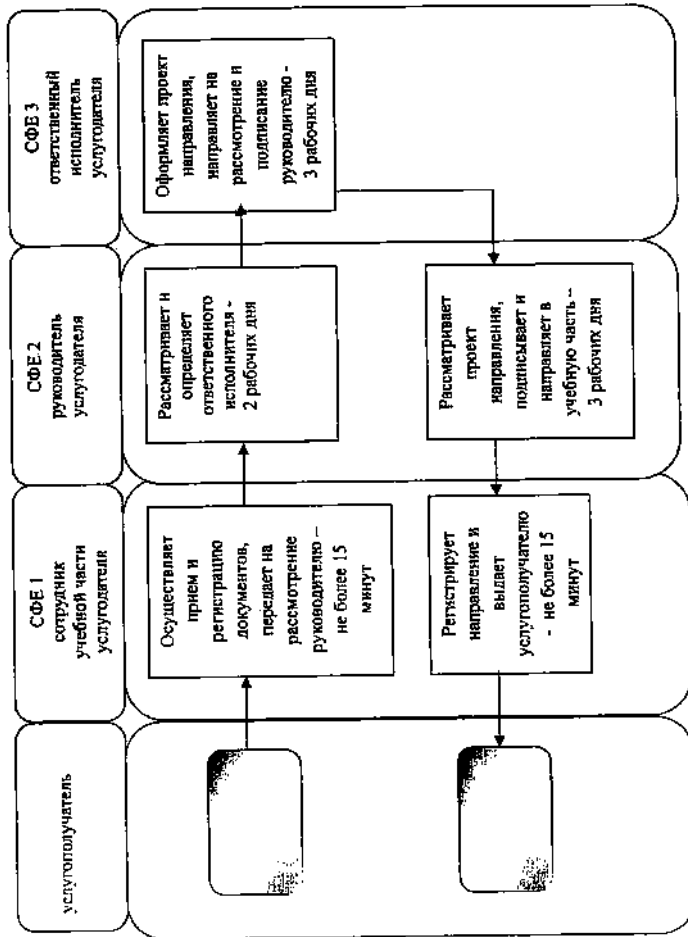 услугополучатель
СФЕ 1
сотрудник
учебной части
услугодателя
СФЕ 2
руководитель
услугодателя
СФЕ 3
ответственный
исполнитель
услугодателя
Осуществляет
прием и
регистрацию
документов,
передает на
рассмотрение
руководителю –
не более 15
минут
Рассматривает и
определяет
ответственного
исполнителя -
2 рабочих дня
Оформляет проект
направления,
направляет на
рассмотрение и
подписание
руководителю -
3 рабочих дня
Регистрирует
направление и
выдает
услугополучателю
- не более 15
минут
Рассматривает
проект
направления,
подписывает и
направляет в
учебную часть –
3 рабочих дня